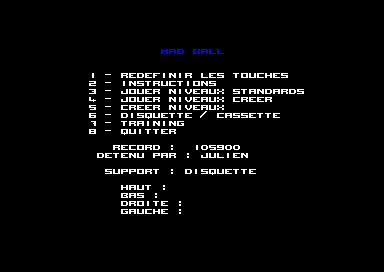 MAD BALL
1 - REDEFINIR LES TOUCHES
2 - INSTRUCTIONS
3 - JOUER NIVEAUX STANDARDS
4 - JOUER NIVEAUX CREER
5 - CREER NIVEAUX
6 - DISQUETTE / CASSETTE
7 - TRAINING
8 - QUITTER
RECORD : 105900
DETENU PAR : JULIEN
SUPPORT : DISQUETTE
HAUT :
BAS :
DROITE :
GAUCHE :